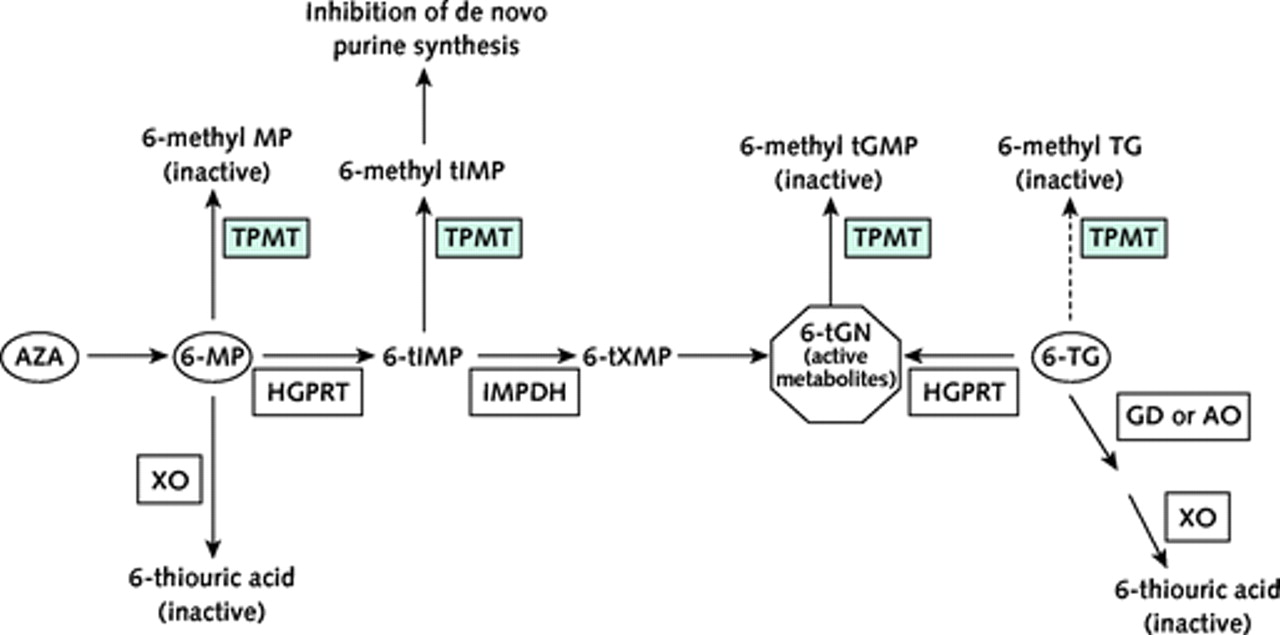 Inhibition of de novo
purine synthesis
6-methyl MP
(inactive)
6-methyl tIMP
6-methyl tGMP
(inactive)
6-methyl TG
(inactive)
TPMT
TPMT
TPMT
TPMT
AZA
6-MP
6-tIMP
6-tXMP
6-tGN
(active
metabolites)
6-TG
HGPRT
IMPDH
HGPRT
GD or AO
XO
XO
6-thiouric acid
(inactive)
6-thiouric acid
(inactive)